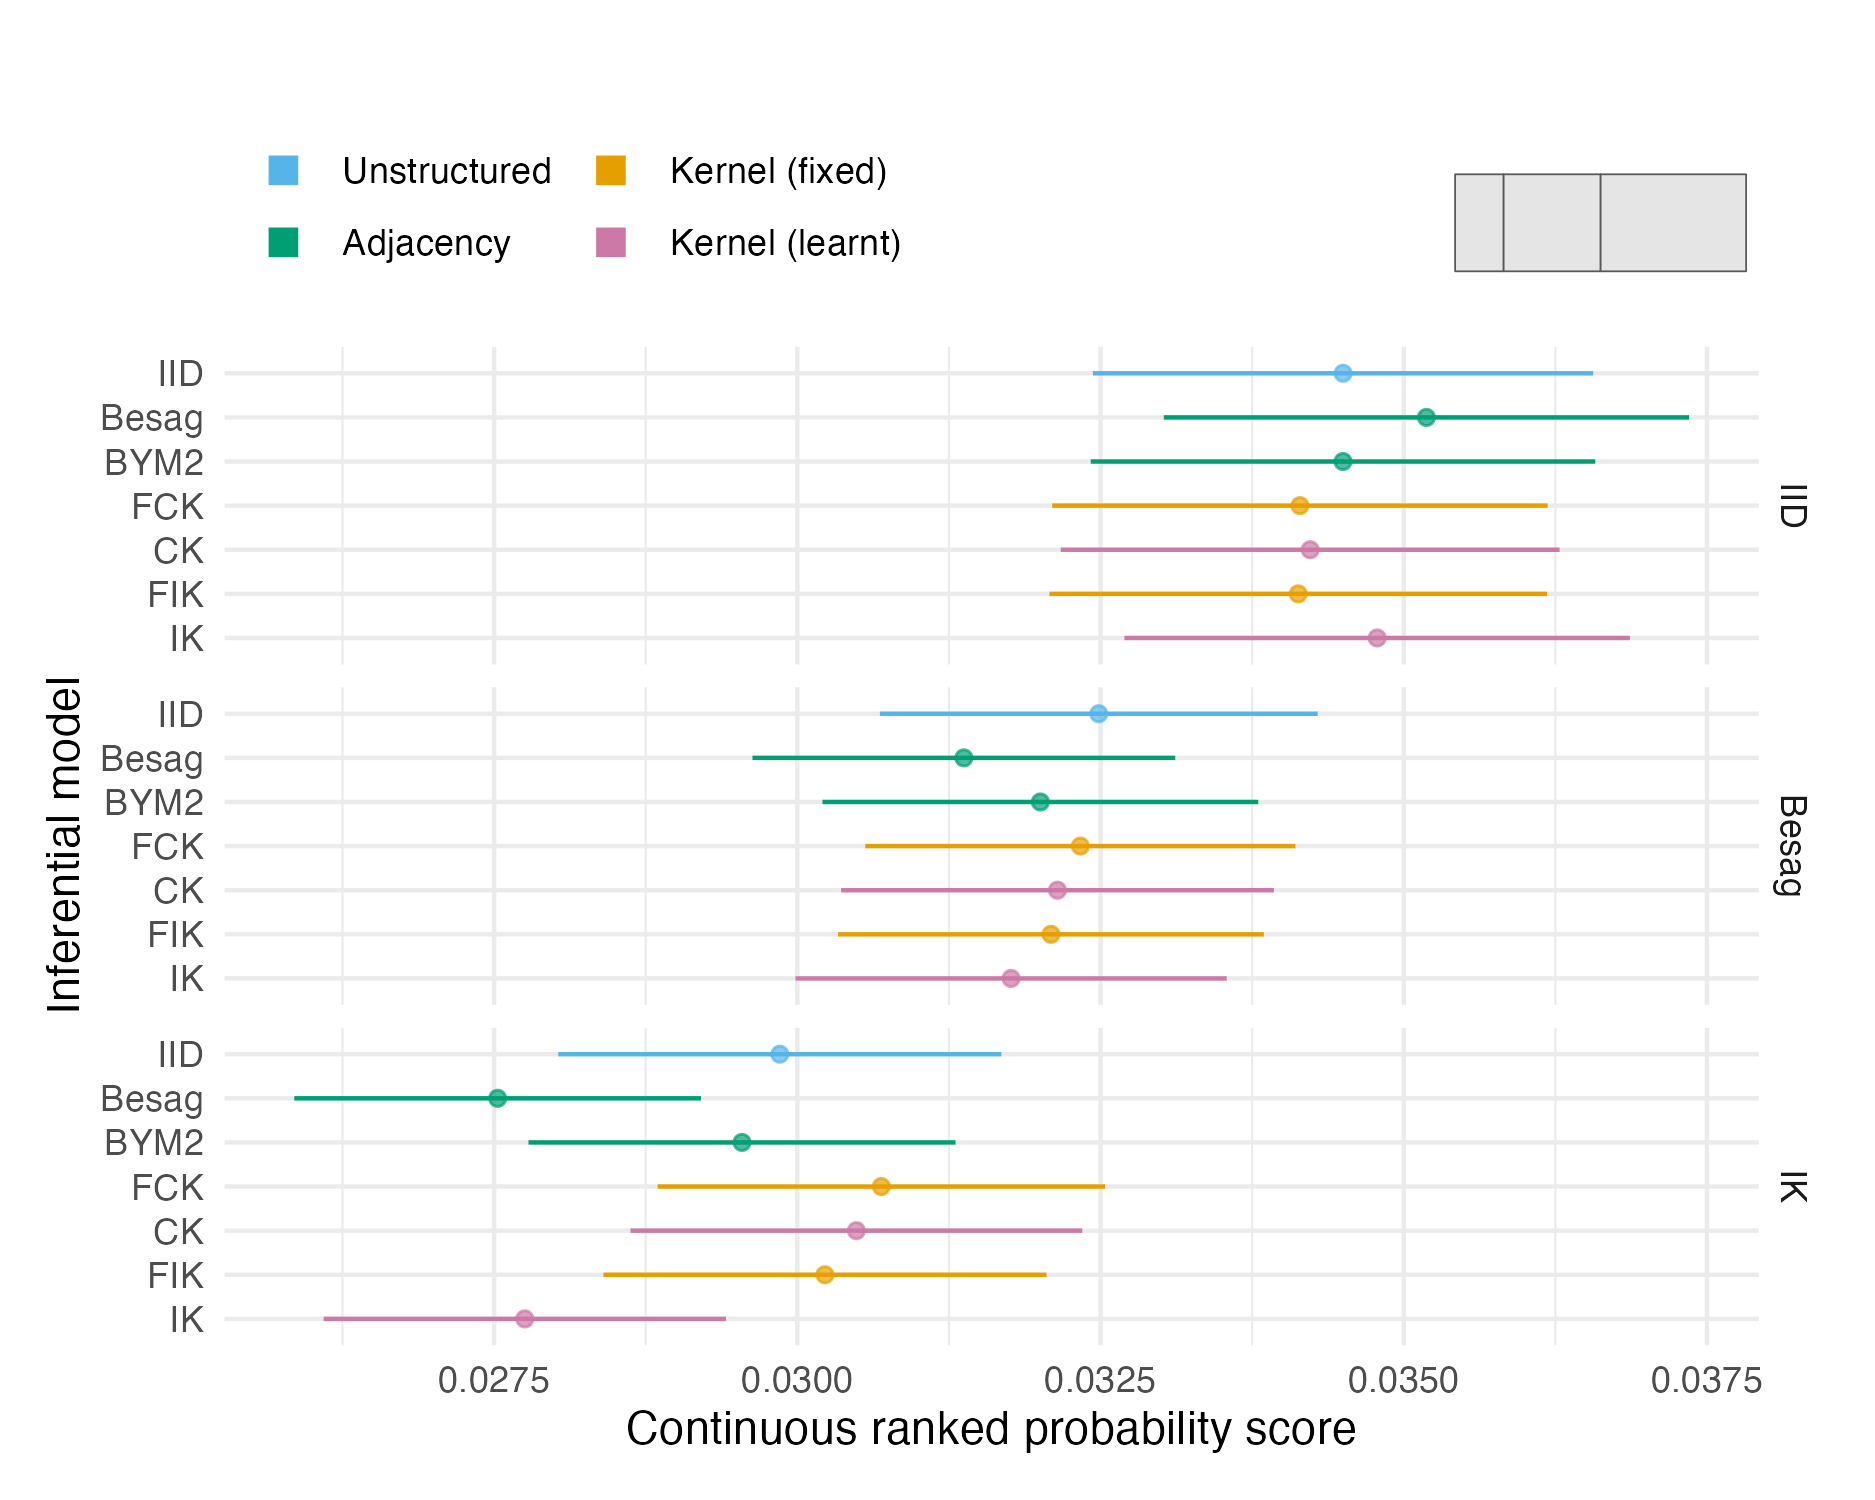 Unstructured
Kernel (fixed)
Adjacency
Kernel (learnt)
IID
Besag
BYM2
FCK
CK
FIK
IK
IID
IID
Besag
BYM2
FCK
CK
FIK
IK
Besag
IID
Besag
BYM2
FCK
CK
FIK
IK
IK
Inferential model
0.0275
0.0300
0.0325
0.0350
0.0375
Continuous ranked probability score